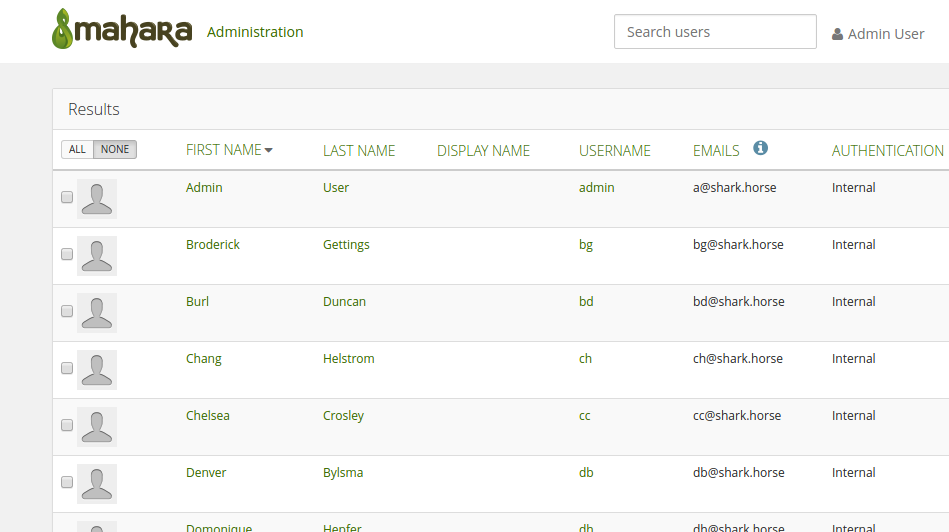 mahara Administration Search users Admin User
Results
ALL NONE FIRST NAME LAST NAME DISPLAY NAME USERNAME EMAILS AUTHENTICATION
Admin User admin a@shark.horse Internal
Broderick Gettings bg bg@shark.horse Internal
Burl Duncan bd bd@shark.horse Internal
Chang Helstrom ch ch@shark.horse Internal
Chelsea Crosley cc cc@shark.horse Internal
Denver Bylsma db db@shark.horse Internal
Domonique Hepfer dh dh@shark.horse Internal